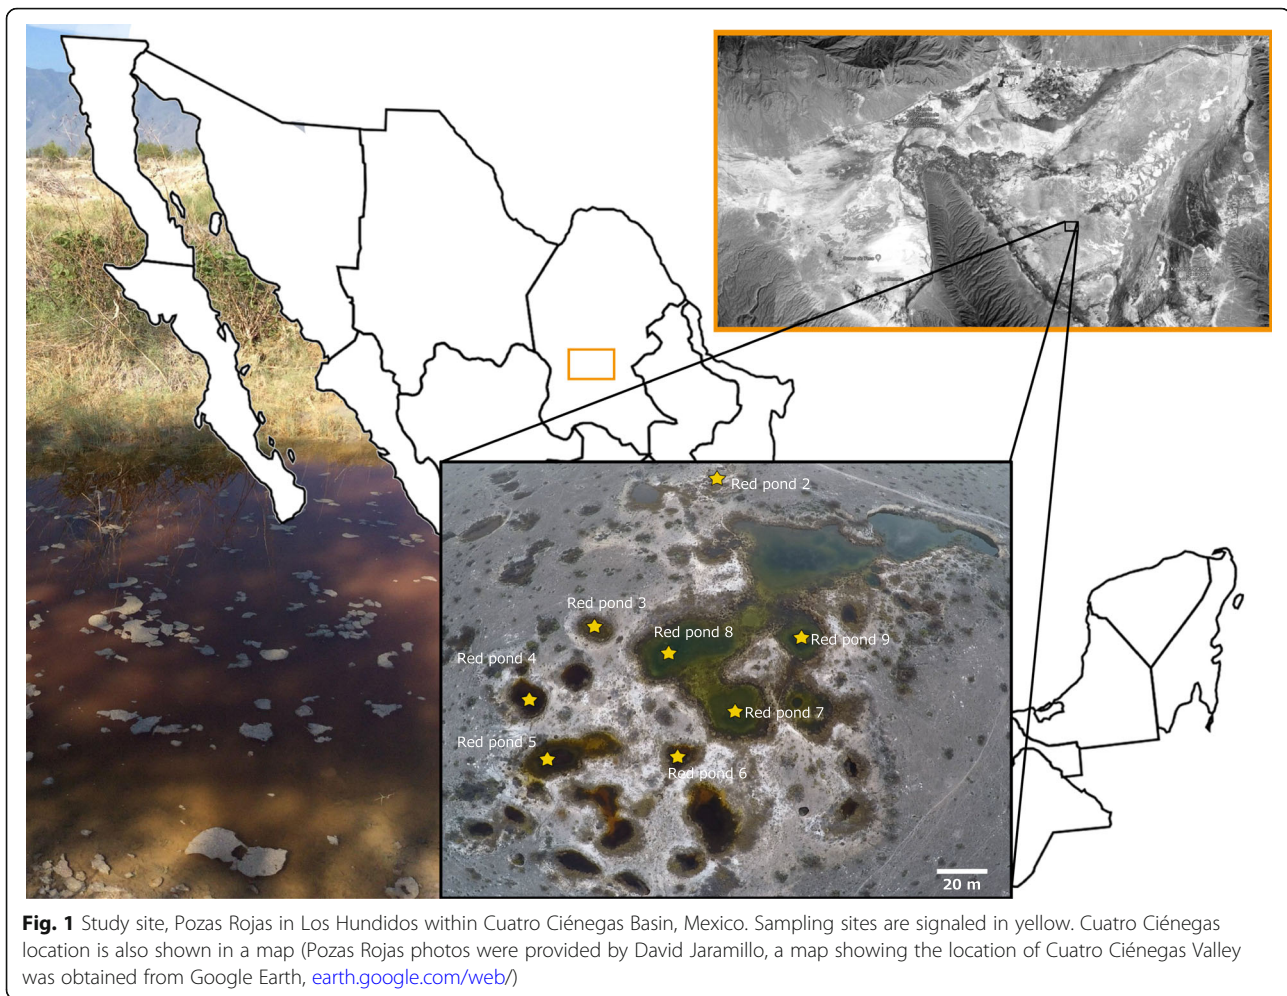 Red pond 2
Red pond 3
Red pond 8
Red pond 9
Red pond 4
Red pond 7
Red pond 5
Red pond 6
20 m
Fig. 1 Study site, Pozas Rojas in Los Hundidos within Cuatro Ciénegas Basin, Mexico. Sampling sites are signaled in yellow. Cuatro Ciénegas
location is also shown in a map (Pozas Rojas photos were provided by David Jaramillo, a map showing the location of Cuatro Ciénegas Valley
was obtained from Google Earth, earth.google.com/web/)